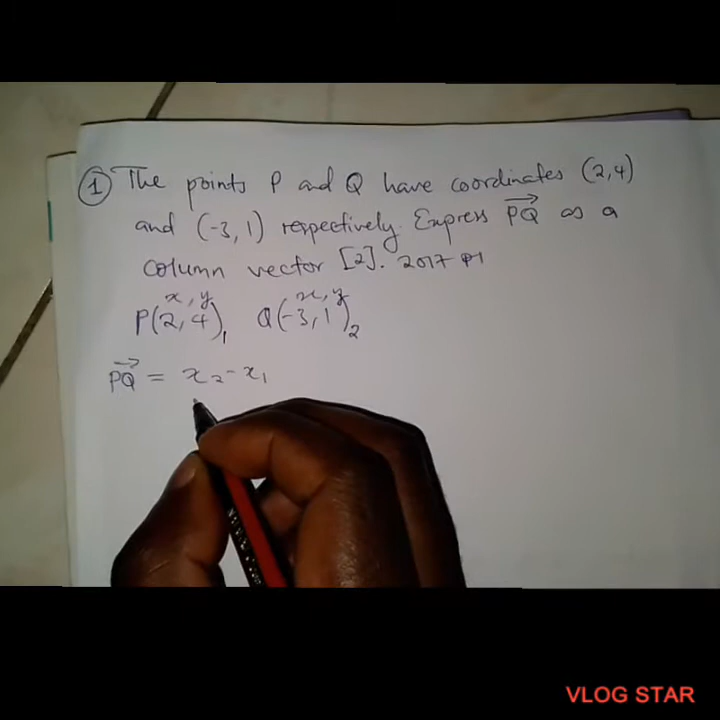 ① The points P and Q have coordinates (2,4)
and (-3,1) respectively. Express PQ as a
column vector [2]. 2017 P1
x, y x, y
P(2,4)₁ Q(-3,1)₂
PQ = x₂-x₁
VLOG STAR